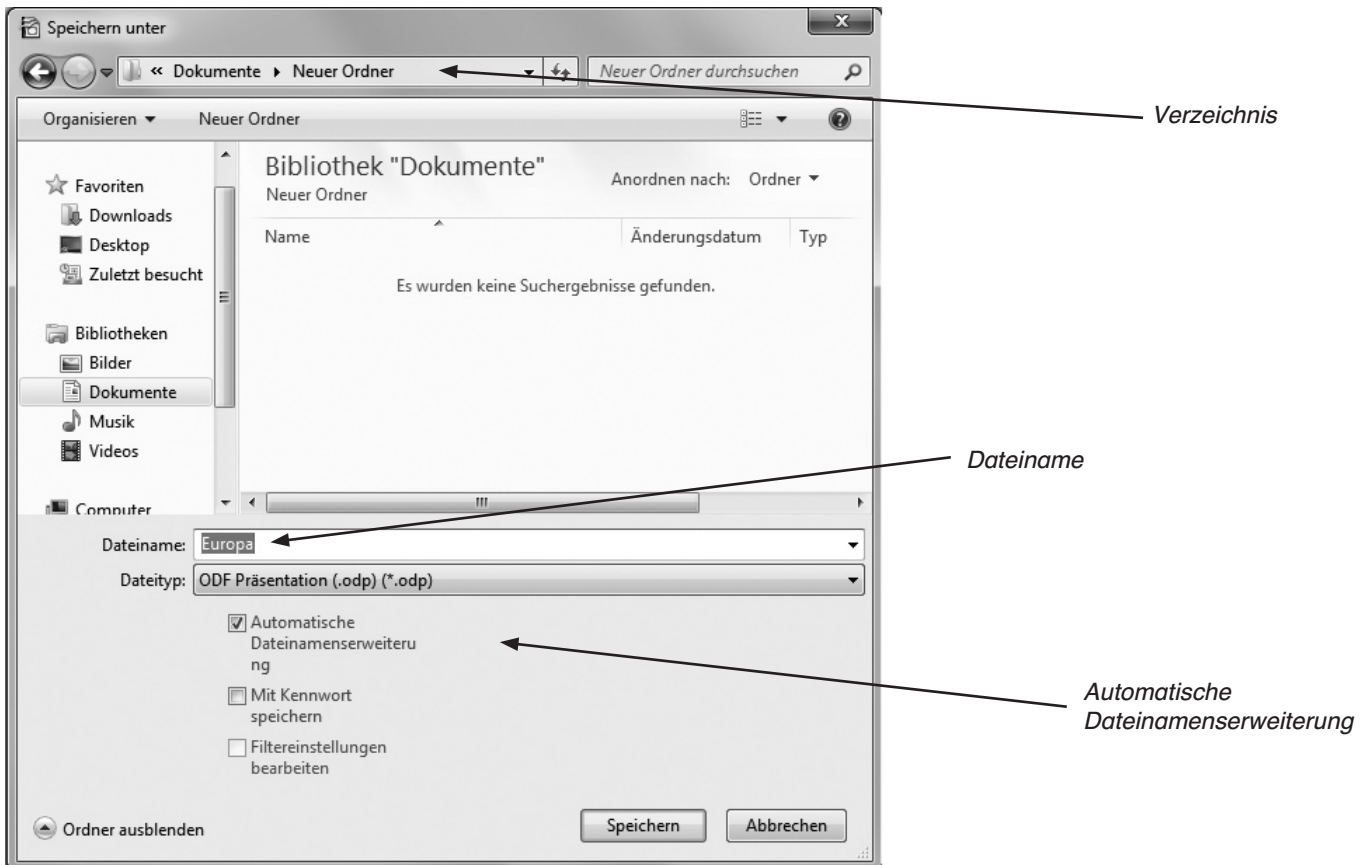 Speichern unter
« Dokumente Neuer Ordner
Neuer Ordner durchsuchen
Verzeichnis
Organisieren
Neuer Ordner
Favoriten
Downloads
Desktop
Zuletzt besucht
Bibliotheken
Bilder
Dokumente
Musik
Videos
Computer
Bibliothek "Dokumente"
Neuer Ordner
Anordnen nach: Ordner
Name Änderungsdatum Typ
Es wurden keine Suchergebnisse gefunden.
Dateiname
Dateiname: Europa
Dateityp: ODF Präsentation (.odp) (*.odp)
Automatische
Dateinamenserweiteru
ng
Mit Kennwort
speichern
Filtereinstellungen
bearbeiten
Automatische
Dateinamenserweiterung
Ordner ausblenden
Speichern
Abbrechen